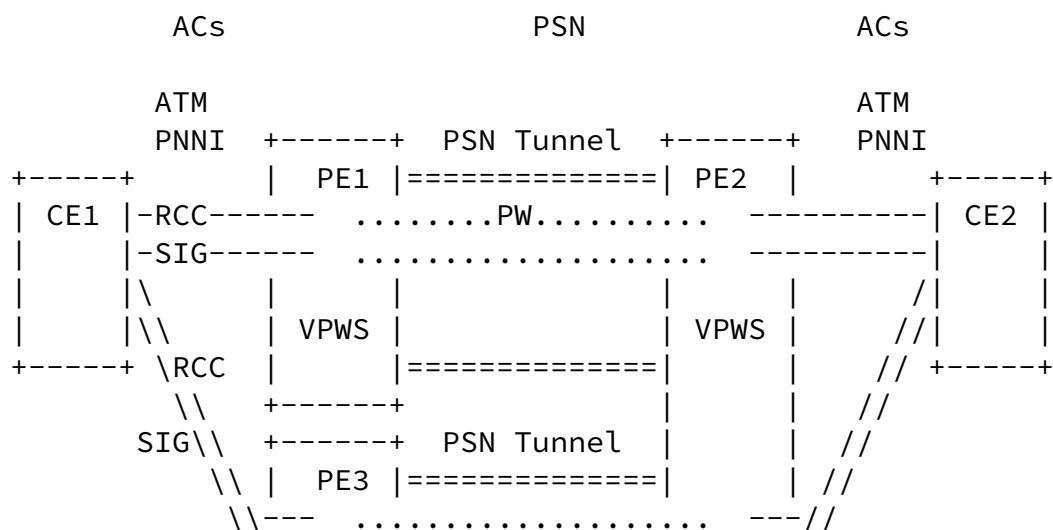 ACs                 PSN                 ACs

         ATM                                      ATM
         PNNI  +------+  PSN Tunnel  +------+     PNNI
 +-----+       |  PE1 |==============| PE2  |       +-----+
 | CE1 |-RCC------  ........PW..........  ----------| CE2 |
 |     |-SIG------  ....................  ----------|     |
 |     |\      |      |              |      |      /|     |
 |     |\\     | VPWS |              | VPWS |     //|     |
 +-----+ \RCC  |      |==============|      |    // +-----+
          \\   +------+              |      |   //
        SIG\\  +------+  PSN Tunnel  |      |  //
            \\ |  PE3 |==============|      | //
             \\---  ....................  ---//